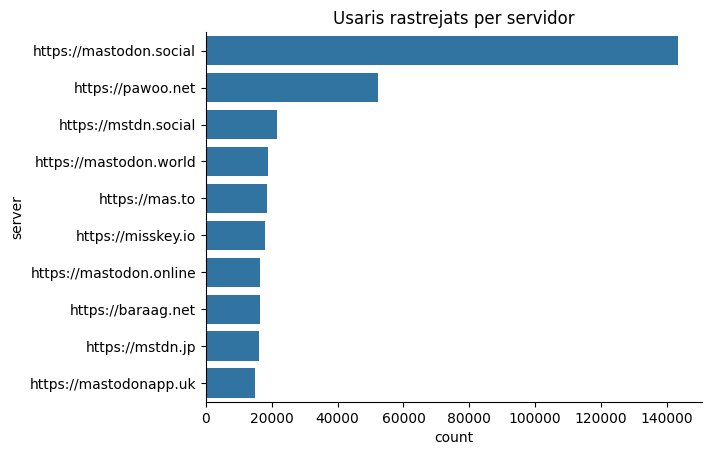 Usaris rastrejats per servidor
server
https://mastodon.social
https://pawoo.net
https://mstdn.social
https://mastodon.world
https://mas.to
https://misskey.io
https://mastodon.online
https://baraag.net
https://mstdn.jp
https://mastodonapp.uk
0 20000 40000 60000 80000 100000 120000 140000
count